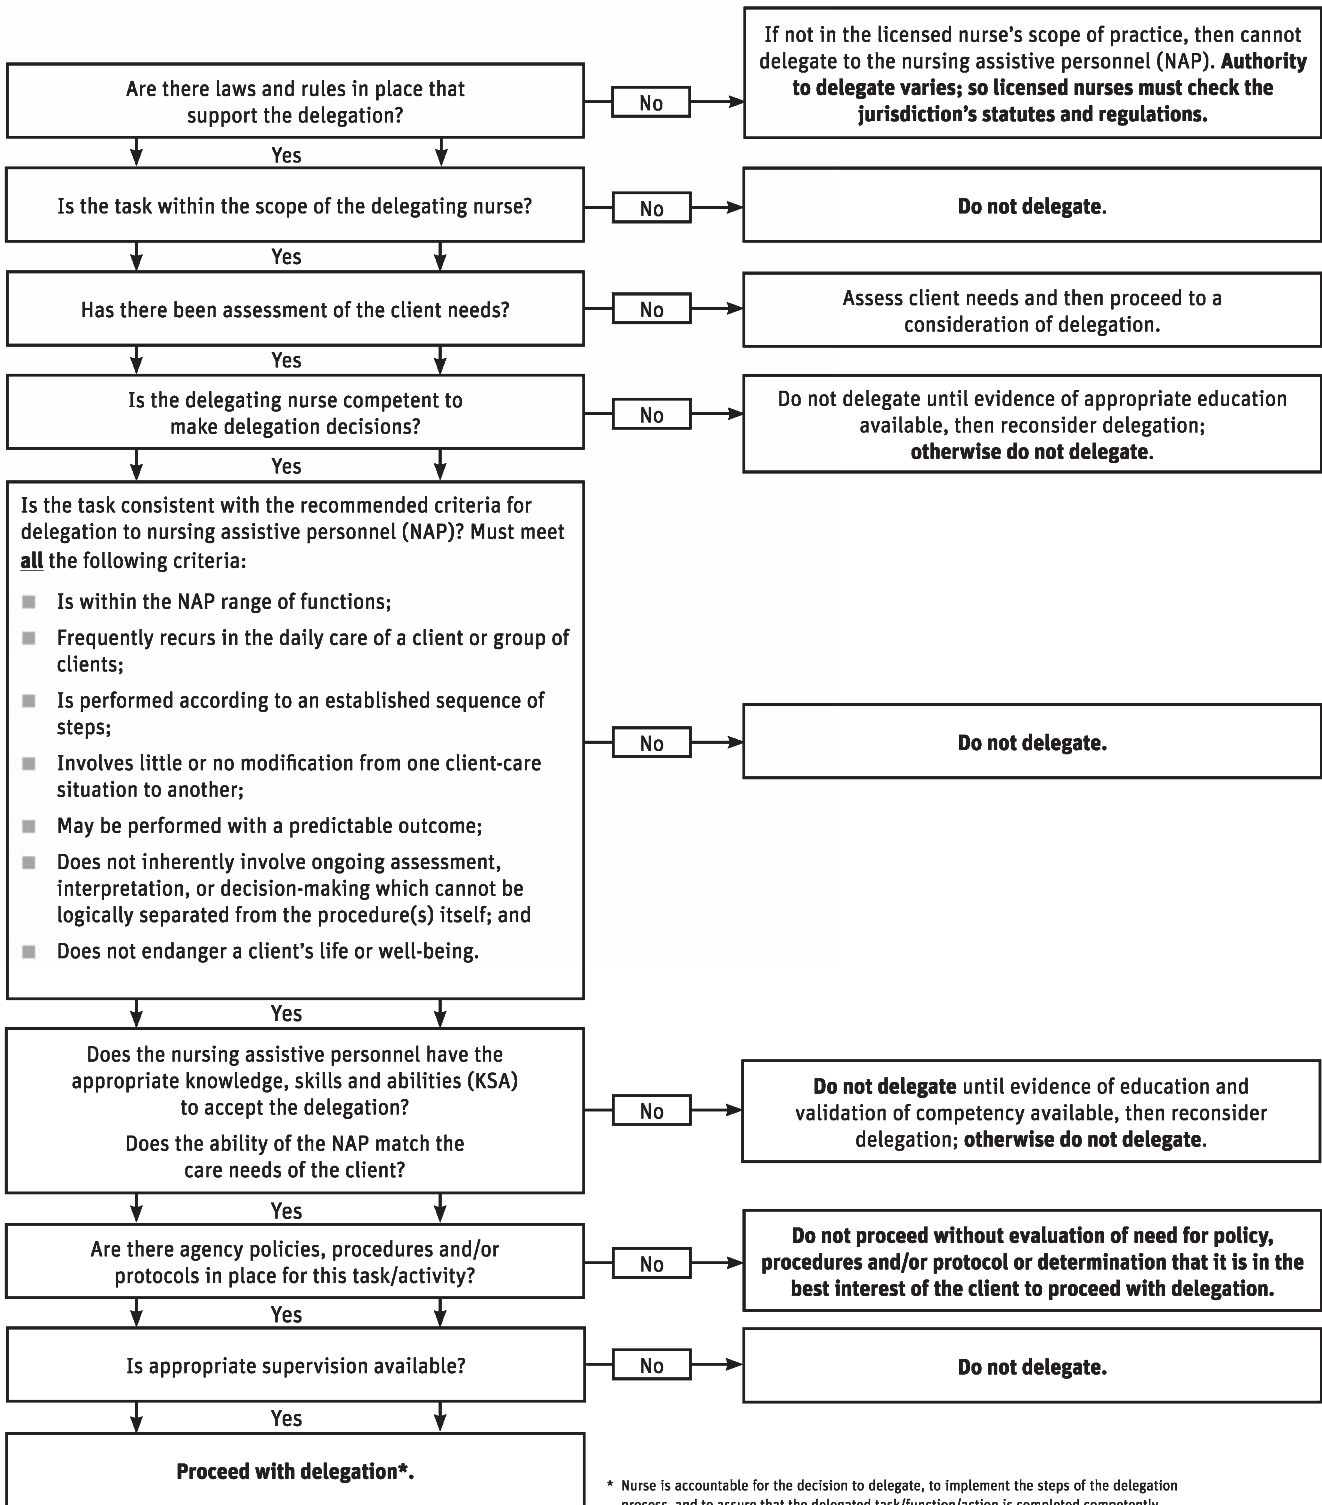 Are there laws and rules in place that
support the delegation?
No
If not in the licensed nurse's scope of practice, then cannot
delegate to the nursing assistive personnel (NAP). Authority
to delegate varies; so licensed nurses must check the
jurisdiction's statutes and regulations.
Yes
Is the task within the scope of the delegating nurse?
No
Do not delegate.
Yes
Has there been assessment of the client needs?
No
Assess client needs and then proceed to a
consideration of delegation.
Yes
Is the delegating nurse competent to
make delegation decisions?
No
Do not delegate until evidence of appropriate education
available, then reconsider delegation;
otherwise do not delegate.
Yes
Is the task consistent with the recommended criteria for
delegation to nursing assistive personnel (NAP)? Must meet
all the following criteria:
Is within the NAP range of functions;
Frequently recurs in the daily care of a client or group of
clients;
Is performed according to an established sequence of
steps;
Involves little or no modification from one client-care
situation to another;
May be performed with a predictable outcome;
Does not inherently involve ongoing assessment,
interpretation, or decision-making which cannot be
logically separated from the procedure(s) itself; and
Does not endanger a client's life or well-being.
No
Do not delegate.
Yes
Does the nursing assistive personnel have the
appropriate knowledge, skills and abilities (KSA)
to accept the delegation?
Does the ability of the NAP match the
care needs of the client?
No
Do not delegate until evidence of education and
validation of competency available, then reconsider
delegation; otherwise do not delegate.
Yes
Are there agency policies, procedures and/or
protocols in place for this task/activity?
No
Do not proceed without evaluation of need for policy,
procedures and/or protocol or determination that it is in the
best interest of the client to proceed with delegation.
Yes
Is appropriate supervision available?
No
Do not delegate.
Yes
Proceed with delegation*.
* Nurse is accountable for the decision to delegate, to implement the steps of the delegation
process, and to assure that the delegated task/function/action is completed competently.